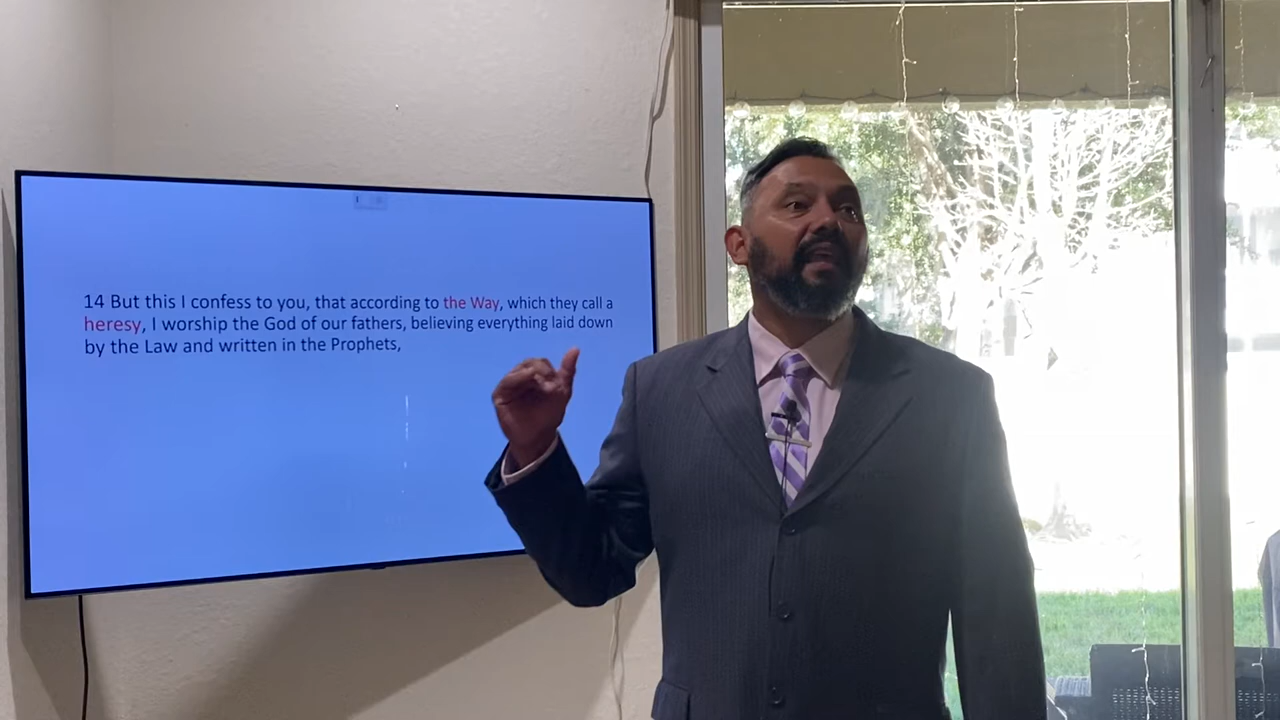 14 But this I confess to you, that according to the Way, which they call a
heresy, I worship the God of our fathers, believing everything laid down
by the Law and written in the Prophets,